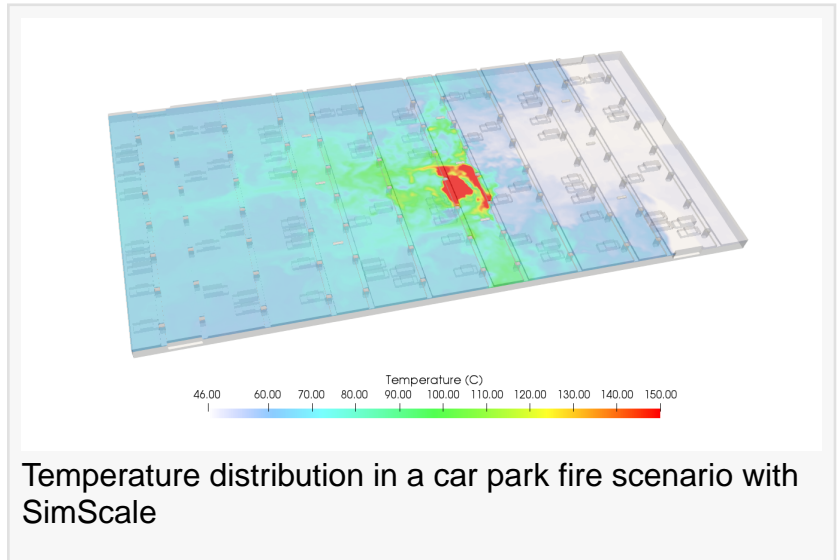 Temperature (C)
46.00 60.00 70.00 80.00 90.00 100.00 110.00 120.00 130.00 140.00 150.00
Temperature distribution in a car park fire scenario with
SimScale